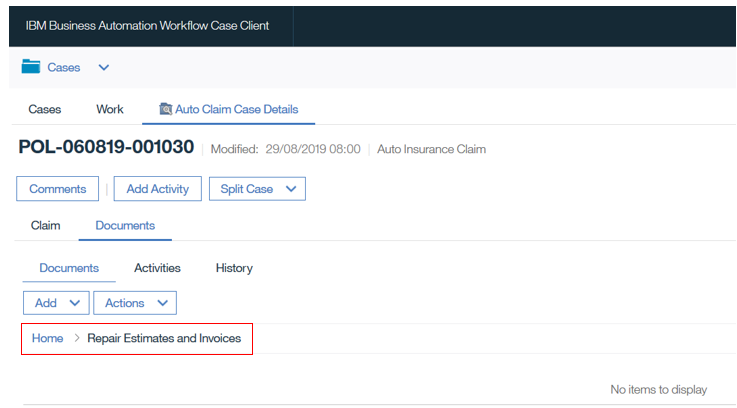 IBM Business Automation Workflow Case Client
Cases
Cases Work Auto Claim Case Details
POL-060819-001030 | Modified: 29/08/2019 08:00 | Auto Insurance Claim
Comments | Add Activity Split Case
Claim Documents
Documents Activities History
Add Actions
Home > Repair Estimates and Invoices
No items to display